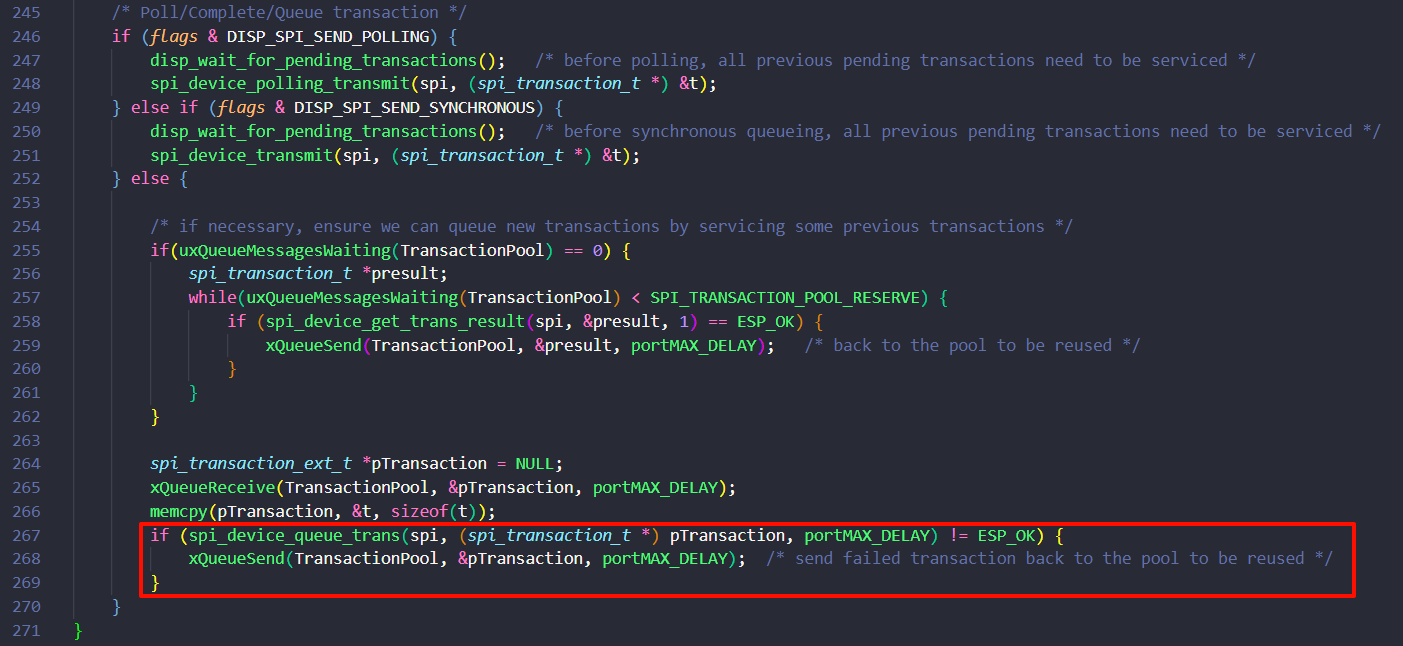 245 /* Poll/Complete/Queue transaction */
246 if (flags & DISP_SPI_SEND_POLLING) {
247 disp_wait_for_pending_transactions(); /* before polling, all previous pending transactions need to be serviced */
248 spi_device_polling_transmit(spi, (spi_transaction_t *) &t);
249 } else if (flags & DISP_SPI_SEND_SYNCHRONOUS) {
250 disp_wait_for_pending_transactions(); /* before synchronous queueing, all previous pending transactions need to be serviced */
251 spi_device_transmit(spi, (spi_transaction_t *) &t);
252 } else {
253
254 /* if necessary, ensure we can queue new transactions by servicing some previous transactions */
255 if(uxQueueMessagesWaiting(TransactionPool) == 0) {
256 spi_transaction_t *presult;
257 while(uxQueueMessagesWaiting(TransactionPool) < SPI_TRANSACTION_POOL_RESERVE) {
258 if (spi_device_get_trans_result(spi, &presult, 1) == ESP_OK) {
259 xQueueSend(TransactionPool, &presult, portMAX_DELAY); /* back to the pool to be reused */
260 }
261 }
262 }
263
264 spi_transaction_ext_t *pTransaction = NULL;
265 xQueueReceive(TransactionPool, &pTransaction, portMAX_DELAY);
266 memcpy(pTransaction, &t, sizeof(t));
267 if (spi_device_queue_trans(spi, (spi_transaction_t *) pTransaction, portMAX_DELAY) != ESP_OK) {
268 xQueueSend(TransactionPool, &pTransaction, portMAX_DELAY); /* send failed transaction back to the pool to be reused */
269 }
270 }
271 }